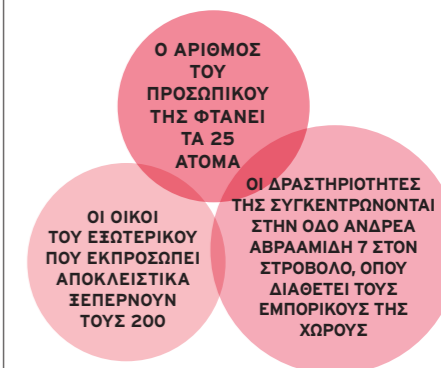 Ο ΑΡΙΘΜΟΣ
ΤΟΥ
ΠΡΟΣΩΠΙΚΟΥ
ΤΗΣ ΦΤΑΝΕΙ
ΤΑ 25
ΑΤΟΜΑ
ΟΙ ΟΙΚΟΙ
ΤΟΥ ΕΞΩΤΕΡΙΚΟΥ
ΠΟΥ ΕΚΠΡΟΣΩΠΕΙ
ΑΠΟΚΛΕΙΣΤΙΚΑ
ΞΕΠΕΡΝΟΥΝ
ΤΟΥΣ 200
ΟΙ ΔΡΑΣΤΗΡΙΟΤΗΤΕΣ
ΤΗΣ ΣΥΓΚΕΝΤΡΩΝΟΝΤΑΙ
ΣΤΗΝ ΟΔΟ ΑΝΔΡΕΑ
ΑΒΡΑΑΜΙΔΗ 7 ΣΤΟΝ
ΣΤΡΟΒΟΛΟ, ΟΠΟΥ
ΔΙΑΘΕΤΕΙ ΤΟΥΣ
ΕΜΠΟΡΙΚΟΥΣ ΤΗΣ
ΧΩΡΟΥΣ